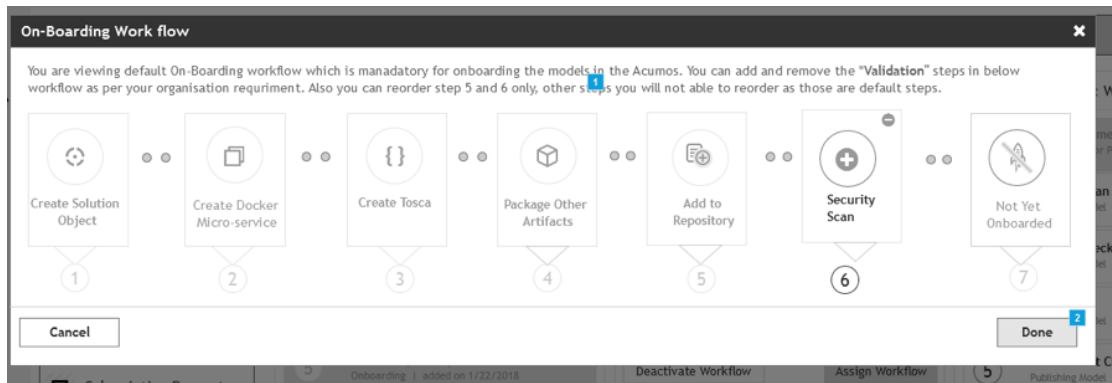 On-Boarding Work flow
You are viewing default On-Boarding workflow which is manadatory for onboarding the models in the Acumos. You can add and remove the "Validation" steps in below
workflow as per your organisation requriment. Also you can reorder step 5 and 6 only, other steps you will not able to reorder as those are default steps.
1
Create Solution
Object
Create Docker
Micro-service
Create Tosca
Package Other
Artifacts
Add to
Repository
Security
Scan
Not Yet
Onboarded
1 2 3 4 5 6 7
Cancel
Done
2
5
Onboarding | added on 1/22/2018
Deactivate Workflow
Assign Workflow
5
Publishing Model